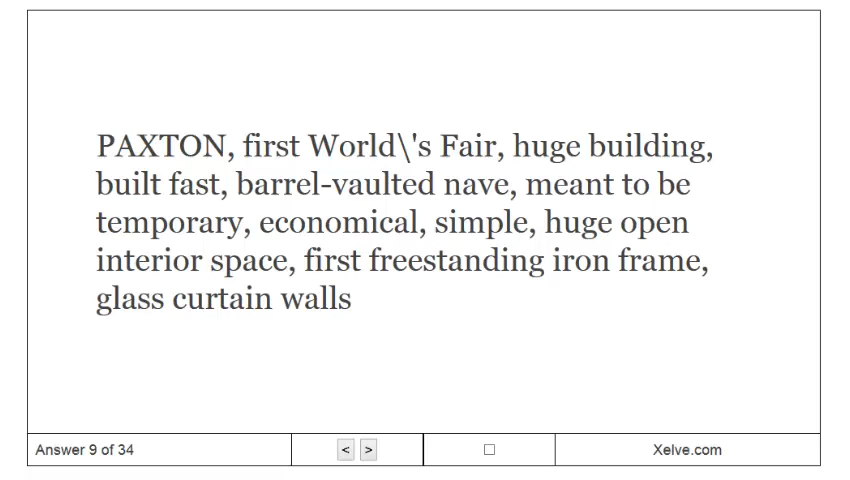 PAXTON, first World\'s Fair, huge building,
built fast, barrel-vaulted nave, meant to be
temporary, economical, simple, huge open
interior space, first freestanding iron frame,
glass curtain walls
Answer 9 of 34 < > Xelve.com